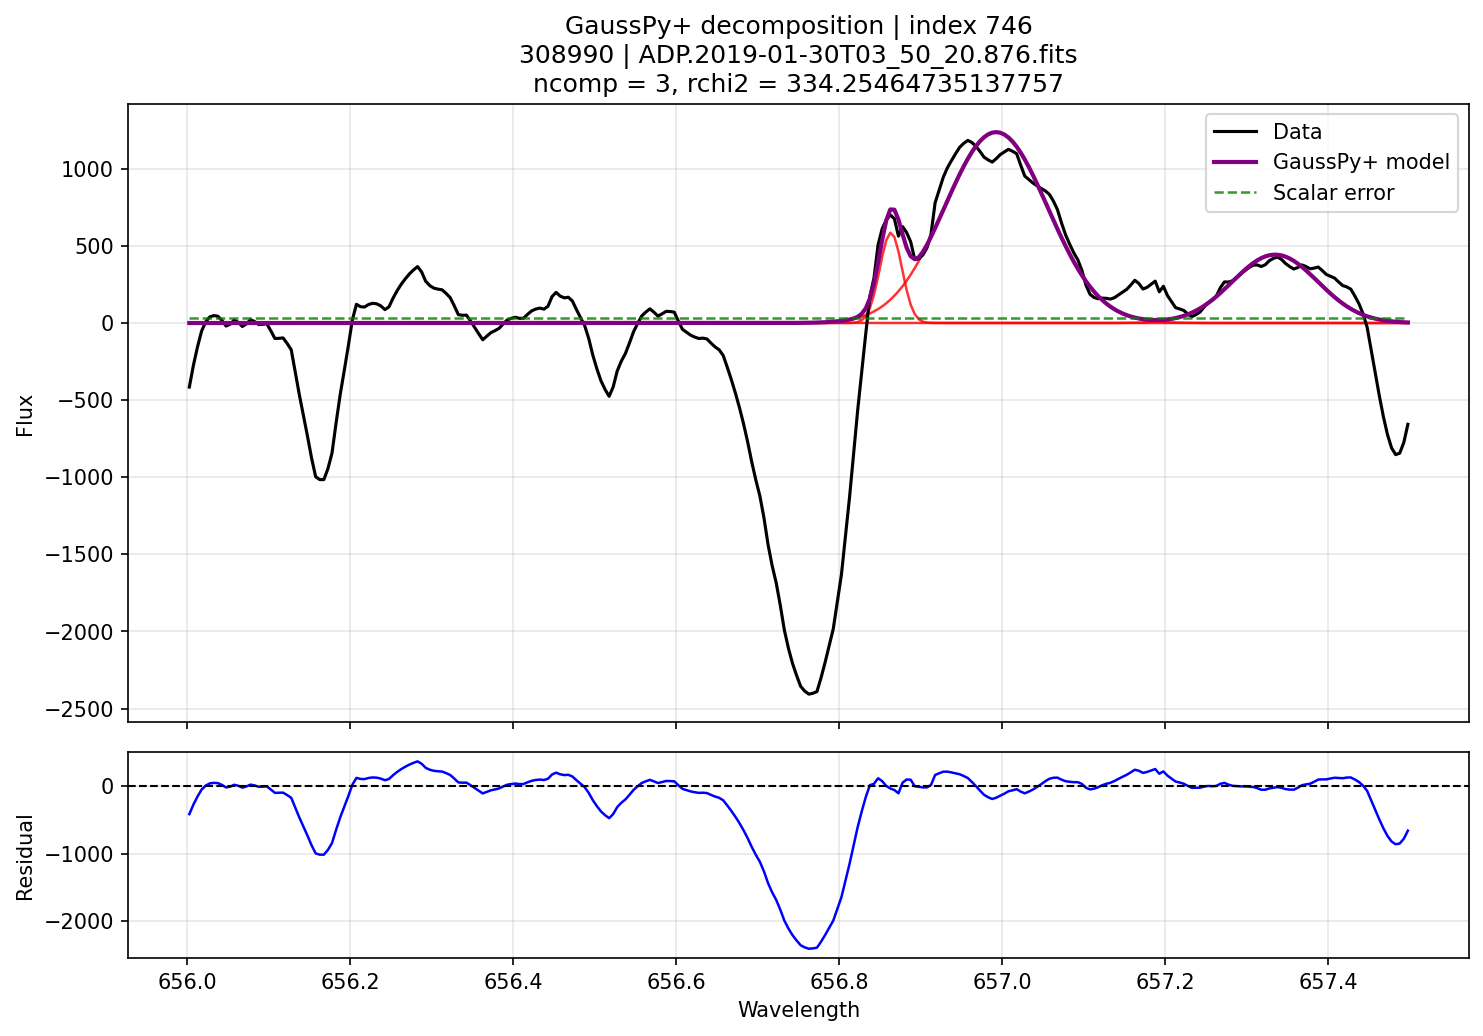 GaussPy+ decomposition | index 746
308990 | ADP.2019-01-30T03_50_20.876.fits
ncomp = 3, rchi2 = 334.25464735137757
Data
GaussPy+ model
Scalar error
1000
500
0
−500
−1000
−1500
−2000
−2500
Flux
0
−1000
−2000
Residual
656.0 656.2 656.4 656.6 656.8 657.0 657.2 657.4
Wavelength